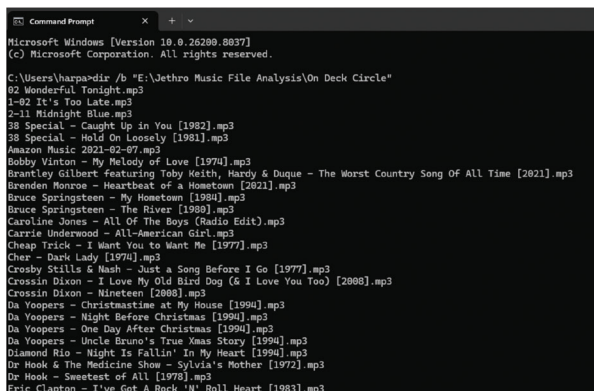 Command Prompt
Microsoft Windows [Version 10.0.26200.8037]
(c) Microsoft Corporation. All rights reserved.
C:\Users\harpa>dir /b "E:\Jethro Music File Analysis\On Deck Circle"
02 Wonderful Tonight.mp3
1-02 It's Too Late.mp3
2-11 Midnight Blue.mp3
38 Special - Caught Up in You [1982].mp3
38 Special - Hold On Loosely [1981].mp3
Amazon Music 2021-02-07.mp3
Bobby Vinton - My Melody of Love [1974].mp3
Brantley Gilbert featuring Toby Keith, Hardy & Duque - The Worst Country Song Of All Time [2021].mp3
Brenden Monroe - Heartbeat of a Hometown [2021].mp3
Bruce Springsteen - My Hometown [1984].mp3
Bruce Springsteen - The River [1980].mp3
Caroline Jones - All Of The Boys (Radio Edit).mp3
Carrie Underwood - All-American Girl.mp3
Cheap Trick - I Want You to Want Me [1977].mp3
Cher - Dark Lady [1974].mp3
Crosby Stills & Nash - Just a Song Before I Go [1977].mp3
Crossin Dixon - I Love My Old Bird Dog (& I Love You Too) [2008].mp3
Crossin Dixon - Nineteen [2008].mp3
Da Yoopers - Christmastime at My House [1994].mp3
Da Yoopers - Night Before Christmas [1994].mp3
Da Yoopers - One Day After Christmas [1994].mp3
Da Yoopers - Uncle Bruno's True Xmas Story [1994].mp3
Diamond Rio - Night Is Fallin' In My Heart [1994].mp3
Dr Hook & The Medicine Show - Sylvia's Mother [1972].mp3
Dr Hook - Sweetest of All [1978].mp3
Eric Clapton - I've Got A Rock 'N' Roll Heart [1983].mp3